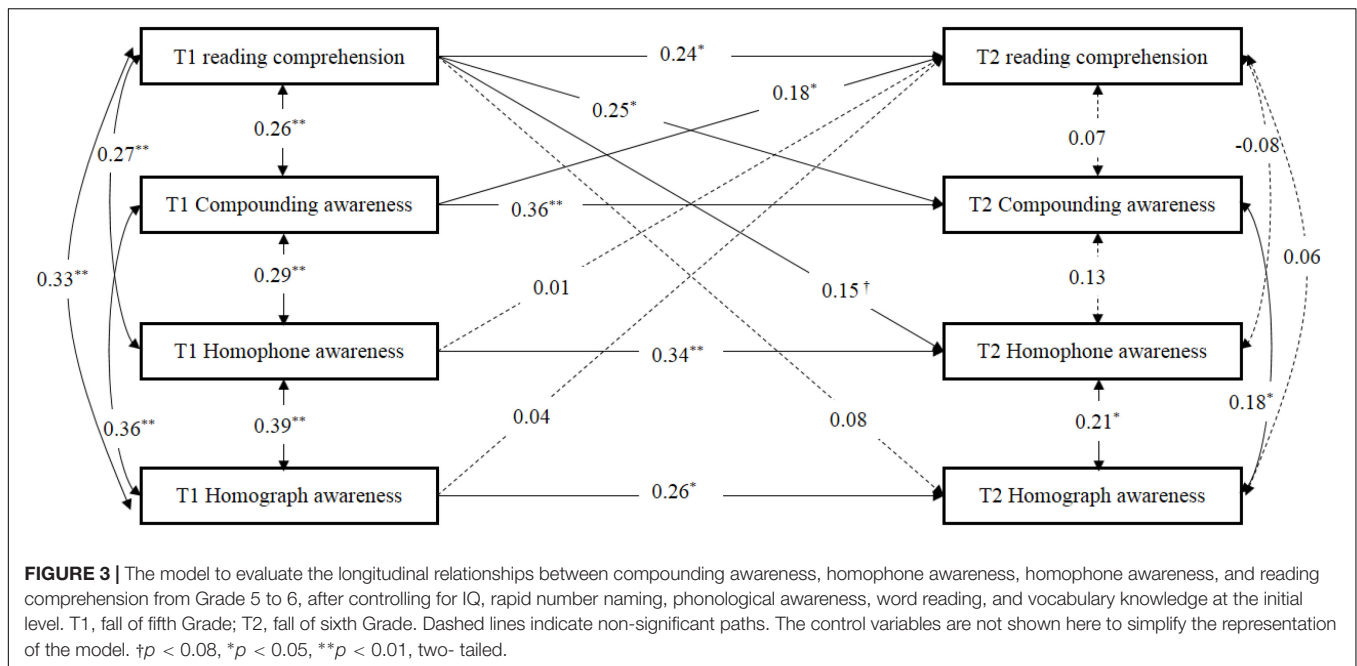 T1 reading comprehension
T2 reading comprehension
0.24*
0.18*
0.25*
0.26**
0.07
-0.08
0.27**
T1 Compounding awareness
0.36**
T2 Compounding awareness
0.33**
0.29**
0.01
0.15 †
0.13
0.06
T1 Homophone awareness
0.34**
T2 Homophone awareness
0.36**
0.39**
0.04
0.08
0.21*
0.18*
T1 Homograph awareness
0.26*
T2 Homograph awareness
FIGURE 3 | The model to evaluate the longitudinal relationships between compounding awareness, homophone awareness, homophone awareness, and reading
comprehension from Grade 5 to 6, after controlling for IQ, rapid number naming, phonological awareness, word reading, and vocabulary knowledge at the initial
level. T1, fall of fifth Grade; T2, fall of sixth Grade. Dashed lines indicate non-significant paths. The control variables are not shown here to simplify the representation
of the model. †p < 0.08, *p < 0.05, **p < 0.01, two- tailed.